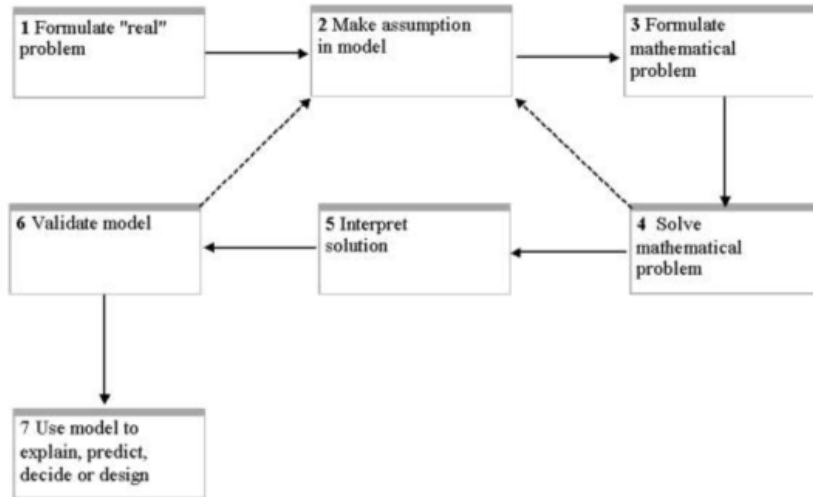 1 Formulate "real"
problem
2 Make assumption
in model
3 Formulate
mathematical
problem
4 Solve
mathematical
problem
5 Interpret
solution
6 Validate model
7 Use model to
explain, predict,
decide or design